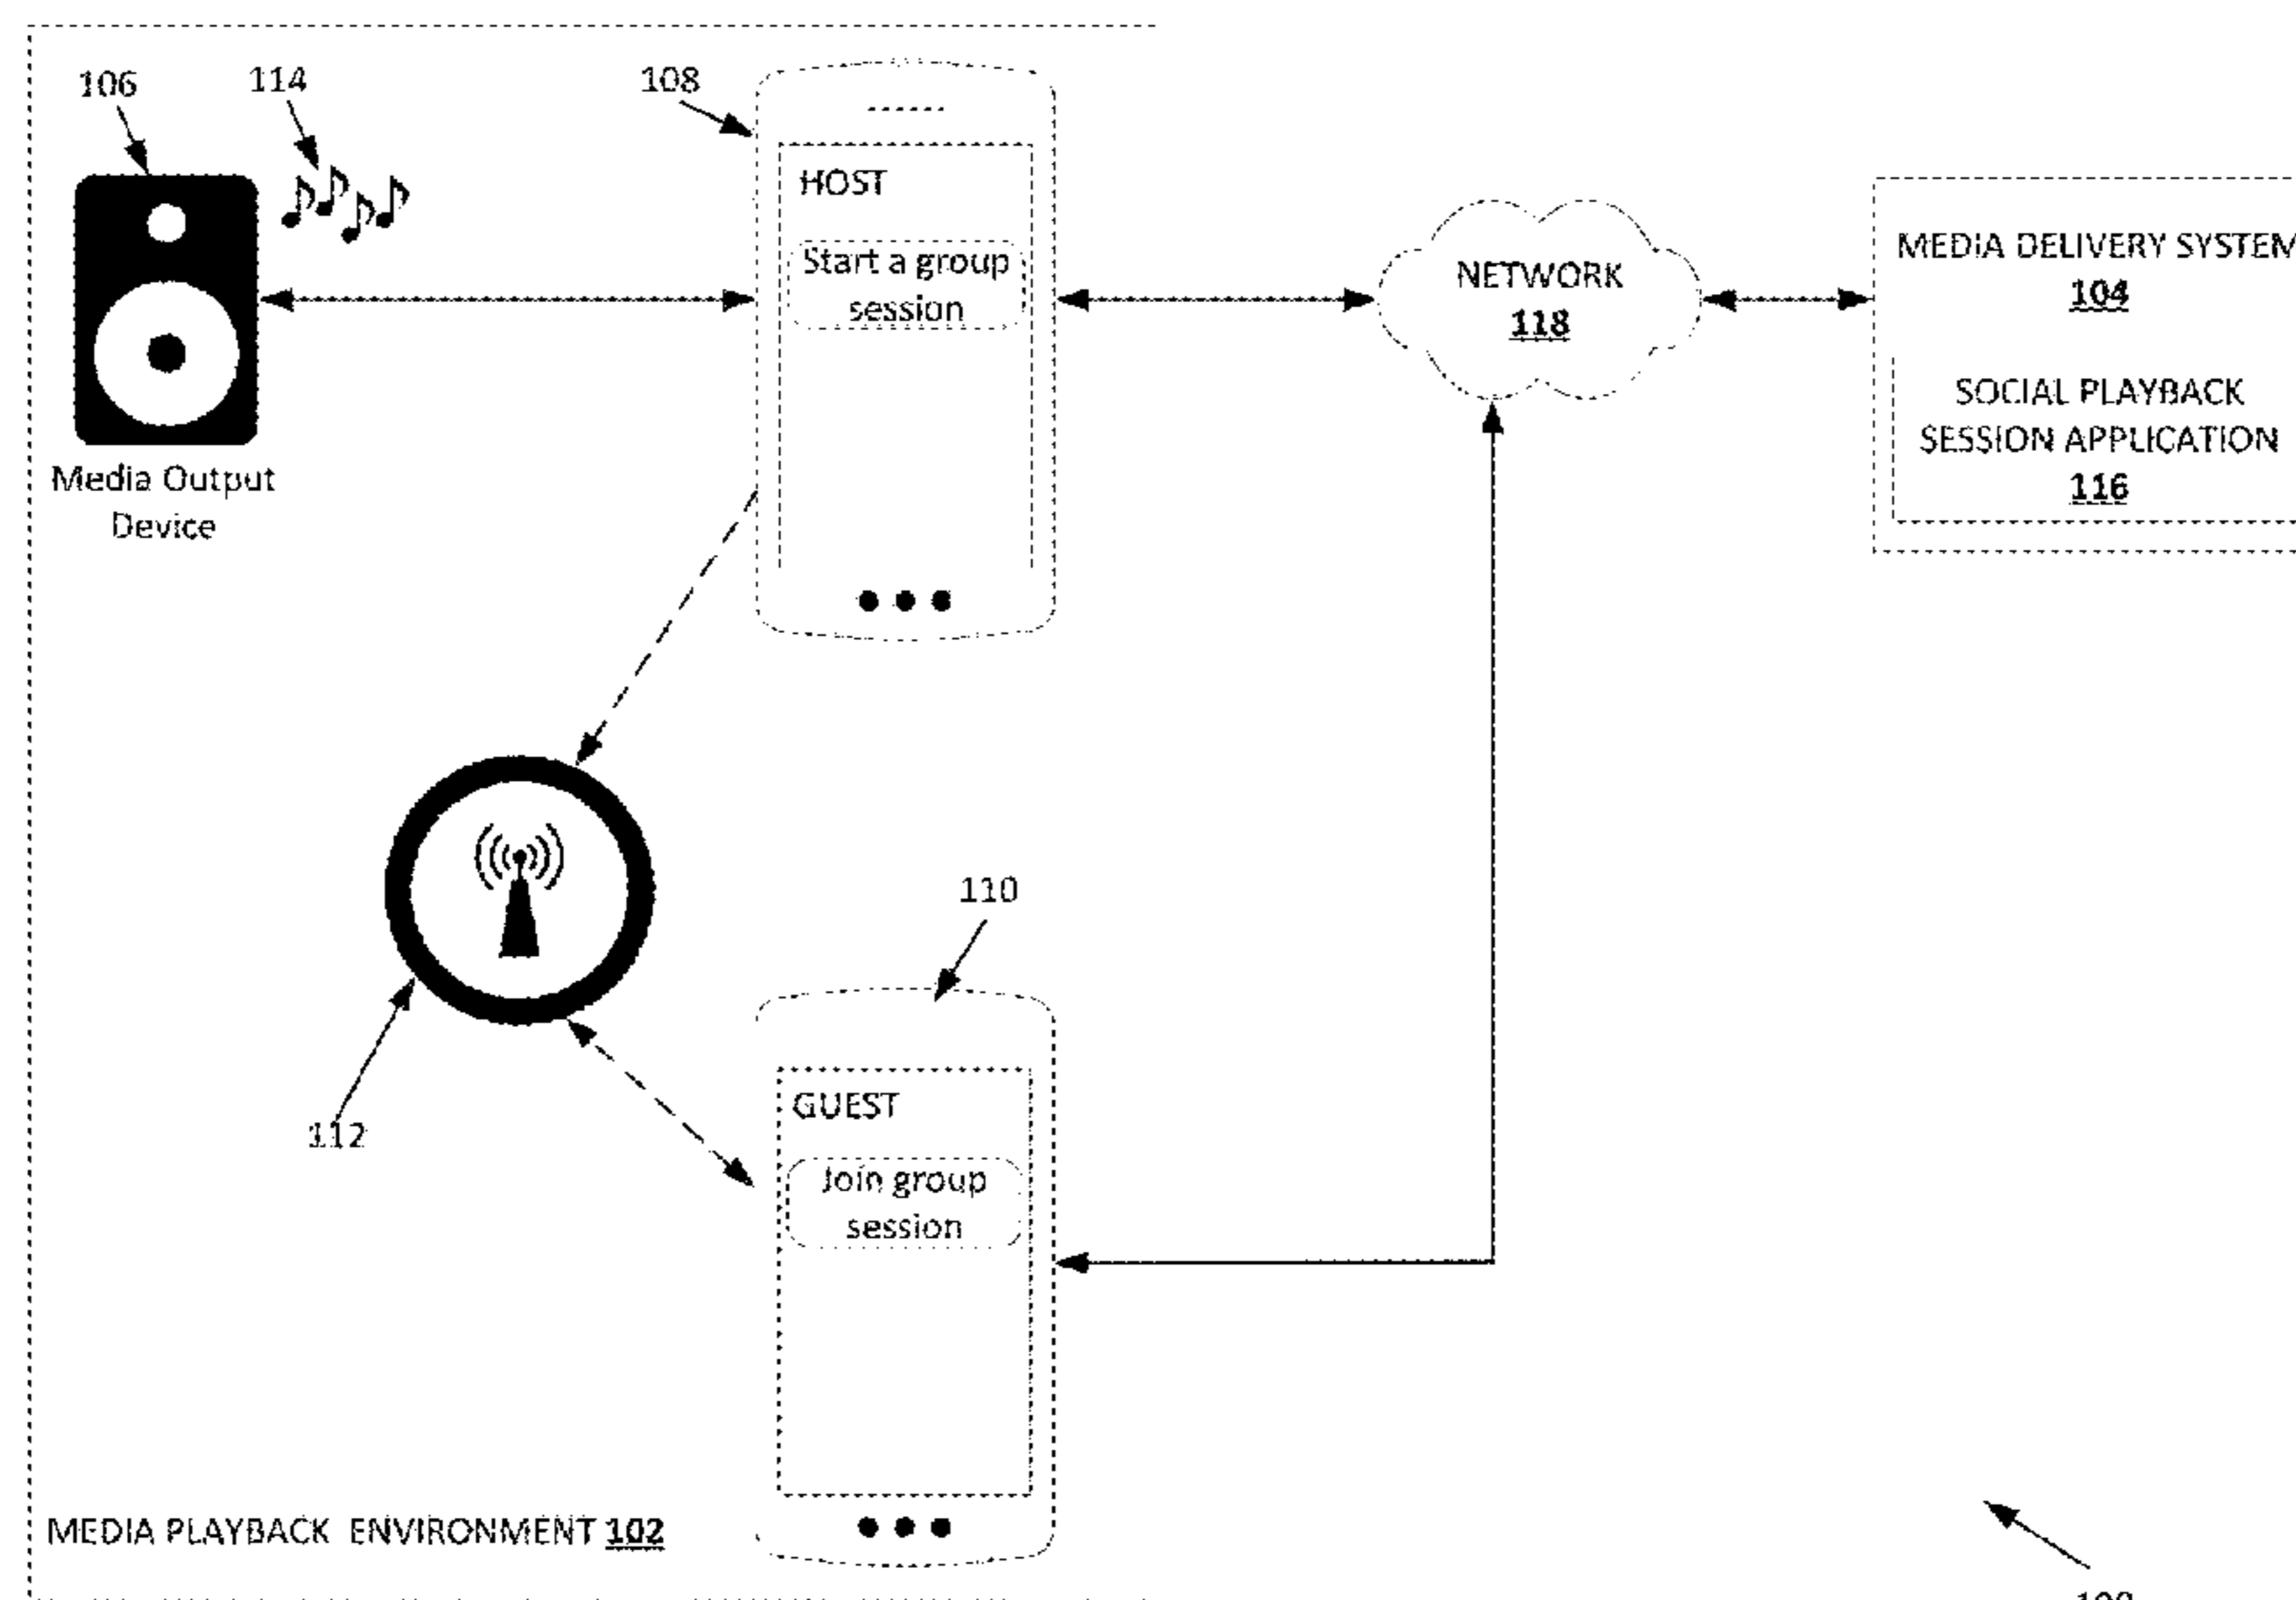 106
114
108
HOST
Start a group
session
NETWORK
118
MEDIA DELIVERY SYSTEM
104
SOCIAL PLAYBACK
SESSION APPLICATION
116
Media Output
Device
110
112
GUEST
Join group
session
MEDIA PLAYBACK ENVIRONMENT 102